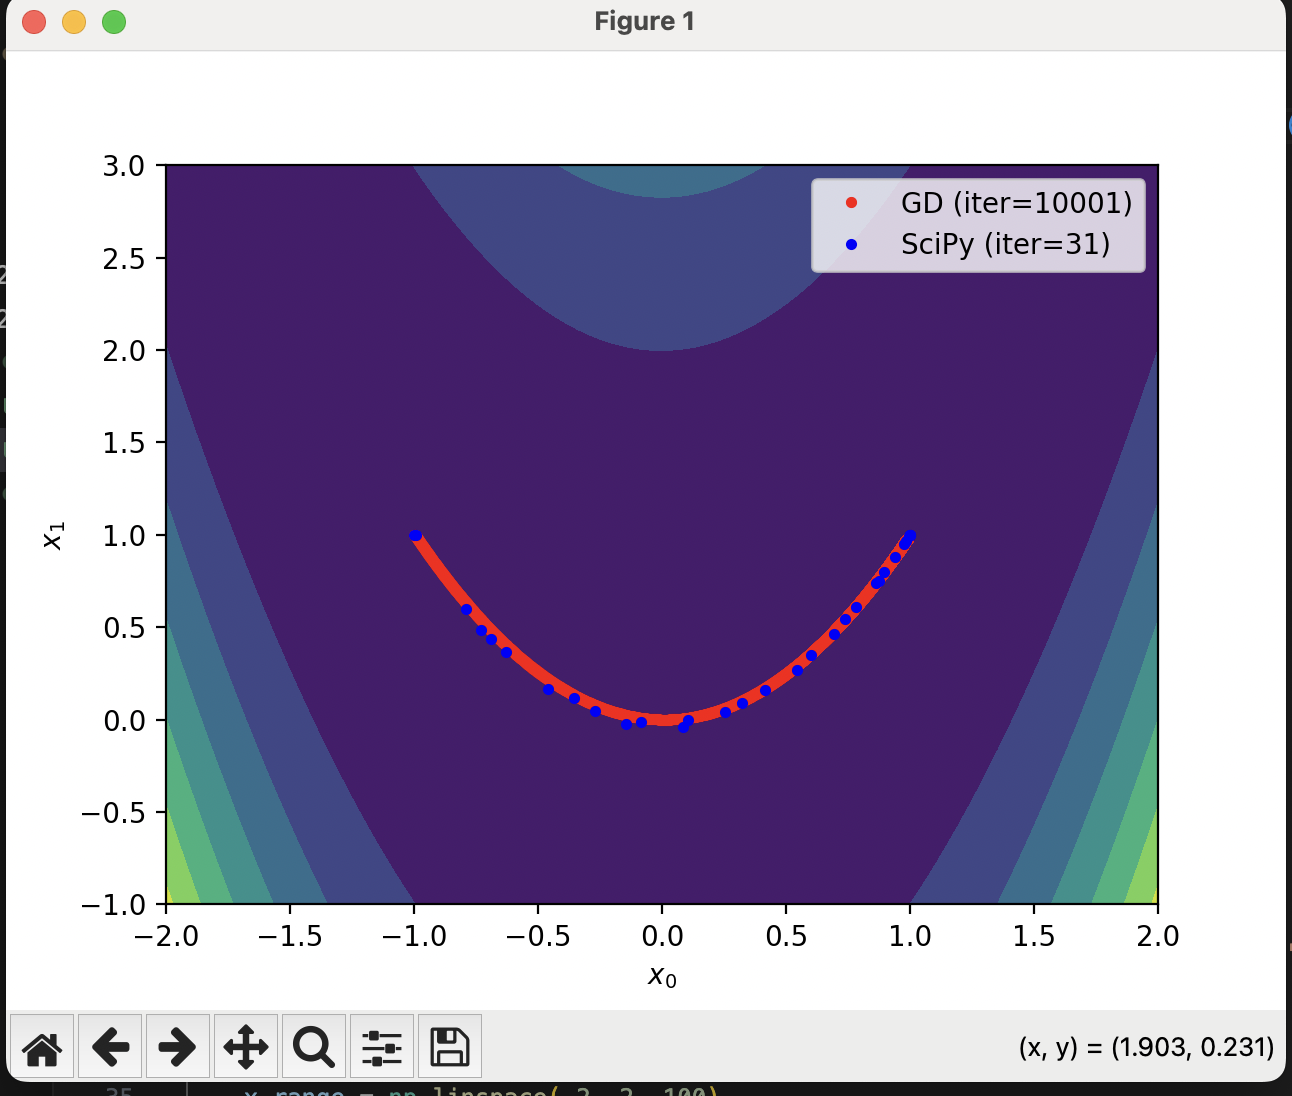 Figure 1
3.0
2.5
2.0
1.5
1.0
0.5
0.0
−0.5
−1.0
x₁
GD (iter=10001)
SciPy (iter=31)
−2.0 −1.5 −1.0 −0.5 0.0 0.5 1.0 1.5 2.0
x₀
(x, y) = (1.903, 0.231)